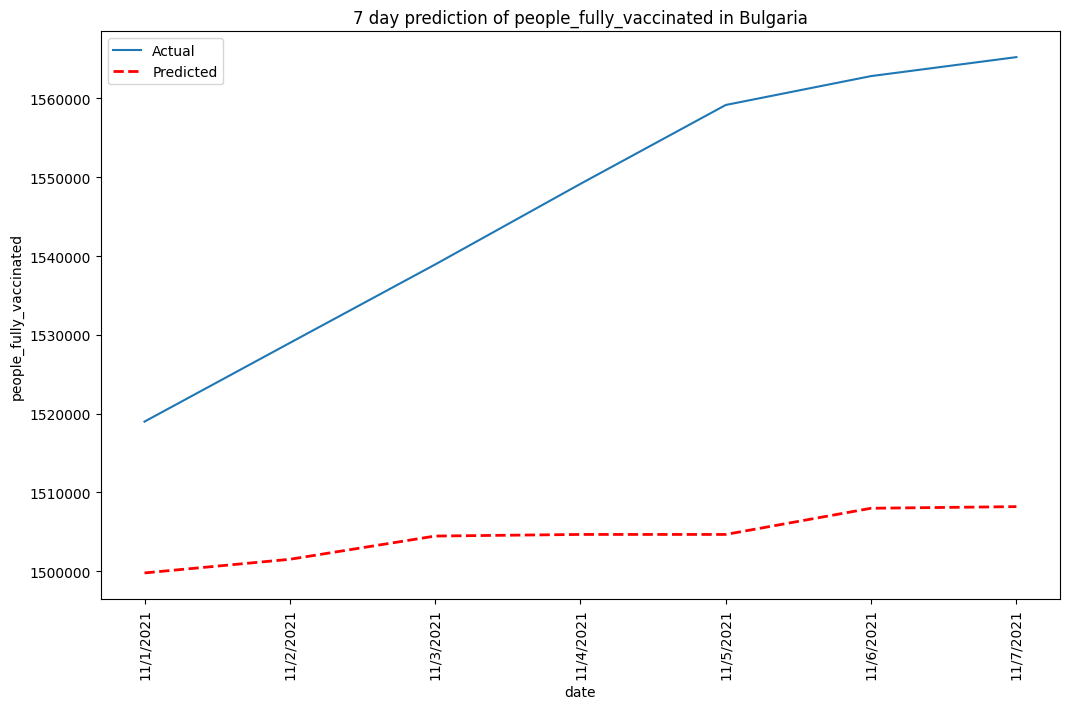 7 day prediction of people_fully_vaccinated in Bulgaria
Actual
Predicted
1560000
1550000
1540000
1530000
1520000
1510000
1500000
people_fully_vaccinated
11/1/2021
11/2/2021
11/3/2021
11/4/2021
11/5/2021
11/6/2021
11/7/2021
date